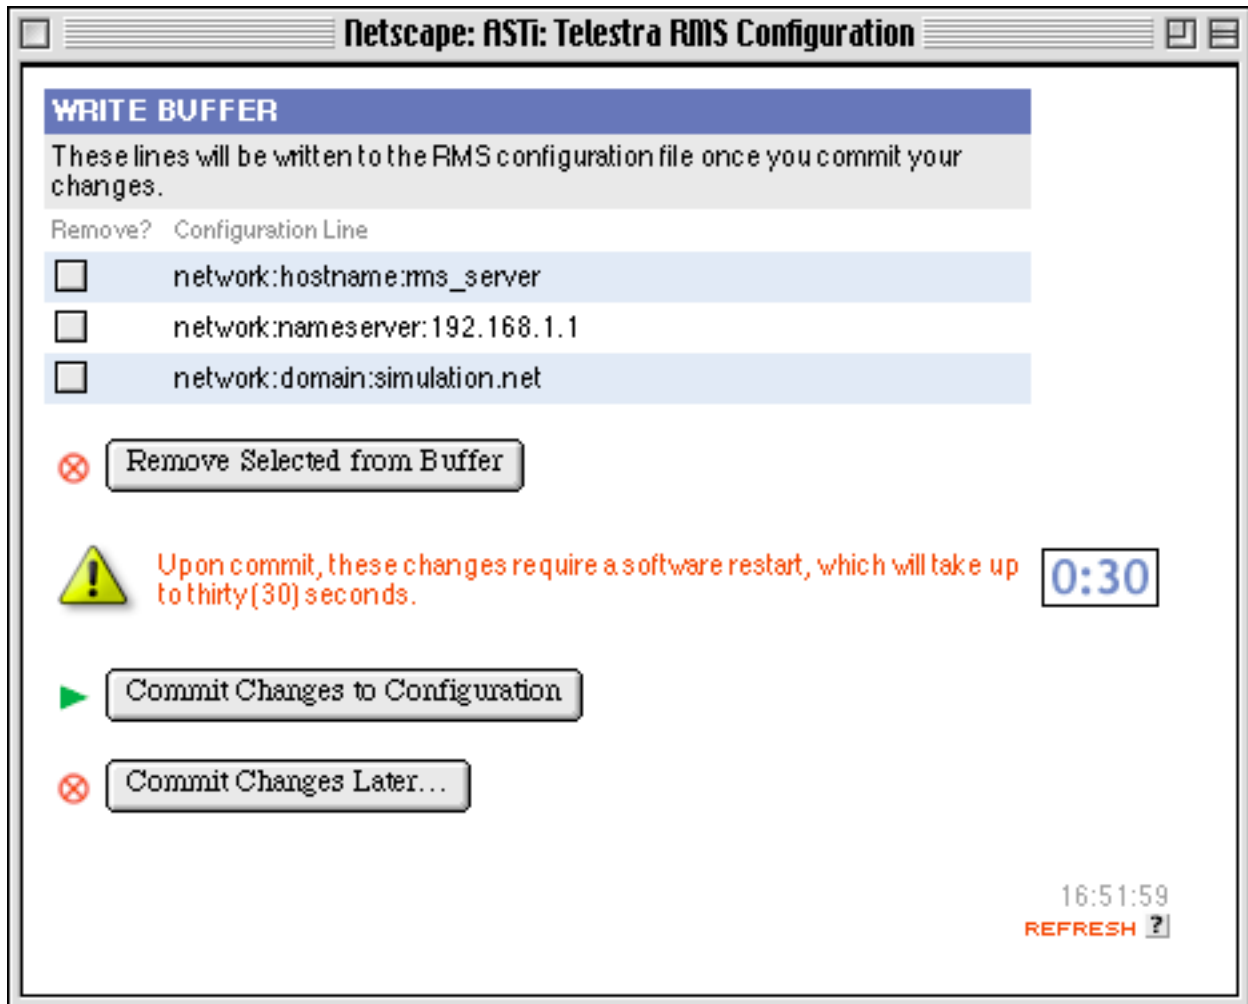 Netscape: ASTi: Telestra RMS Configuration
WRITE BUFFER
These lines will be written to the RMS configuration file once you commit your
changes.
Remove? Configuration Line
network:hostname:rms_server
network:nameserver:192.168.1.1
network:domain:simulation.net
Remove Selected from Buffer
Upon commit, these changes require a software restart, which will take up
to thirty (30) seconds.
0:30
Commit Changes to Configuration
Commit Changes Later...
16:51:59
REFRESH ?